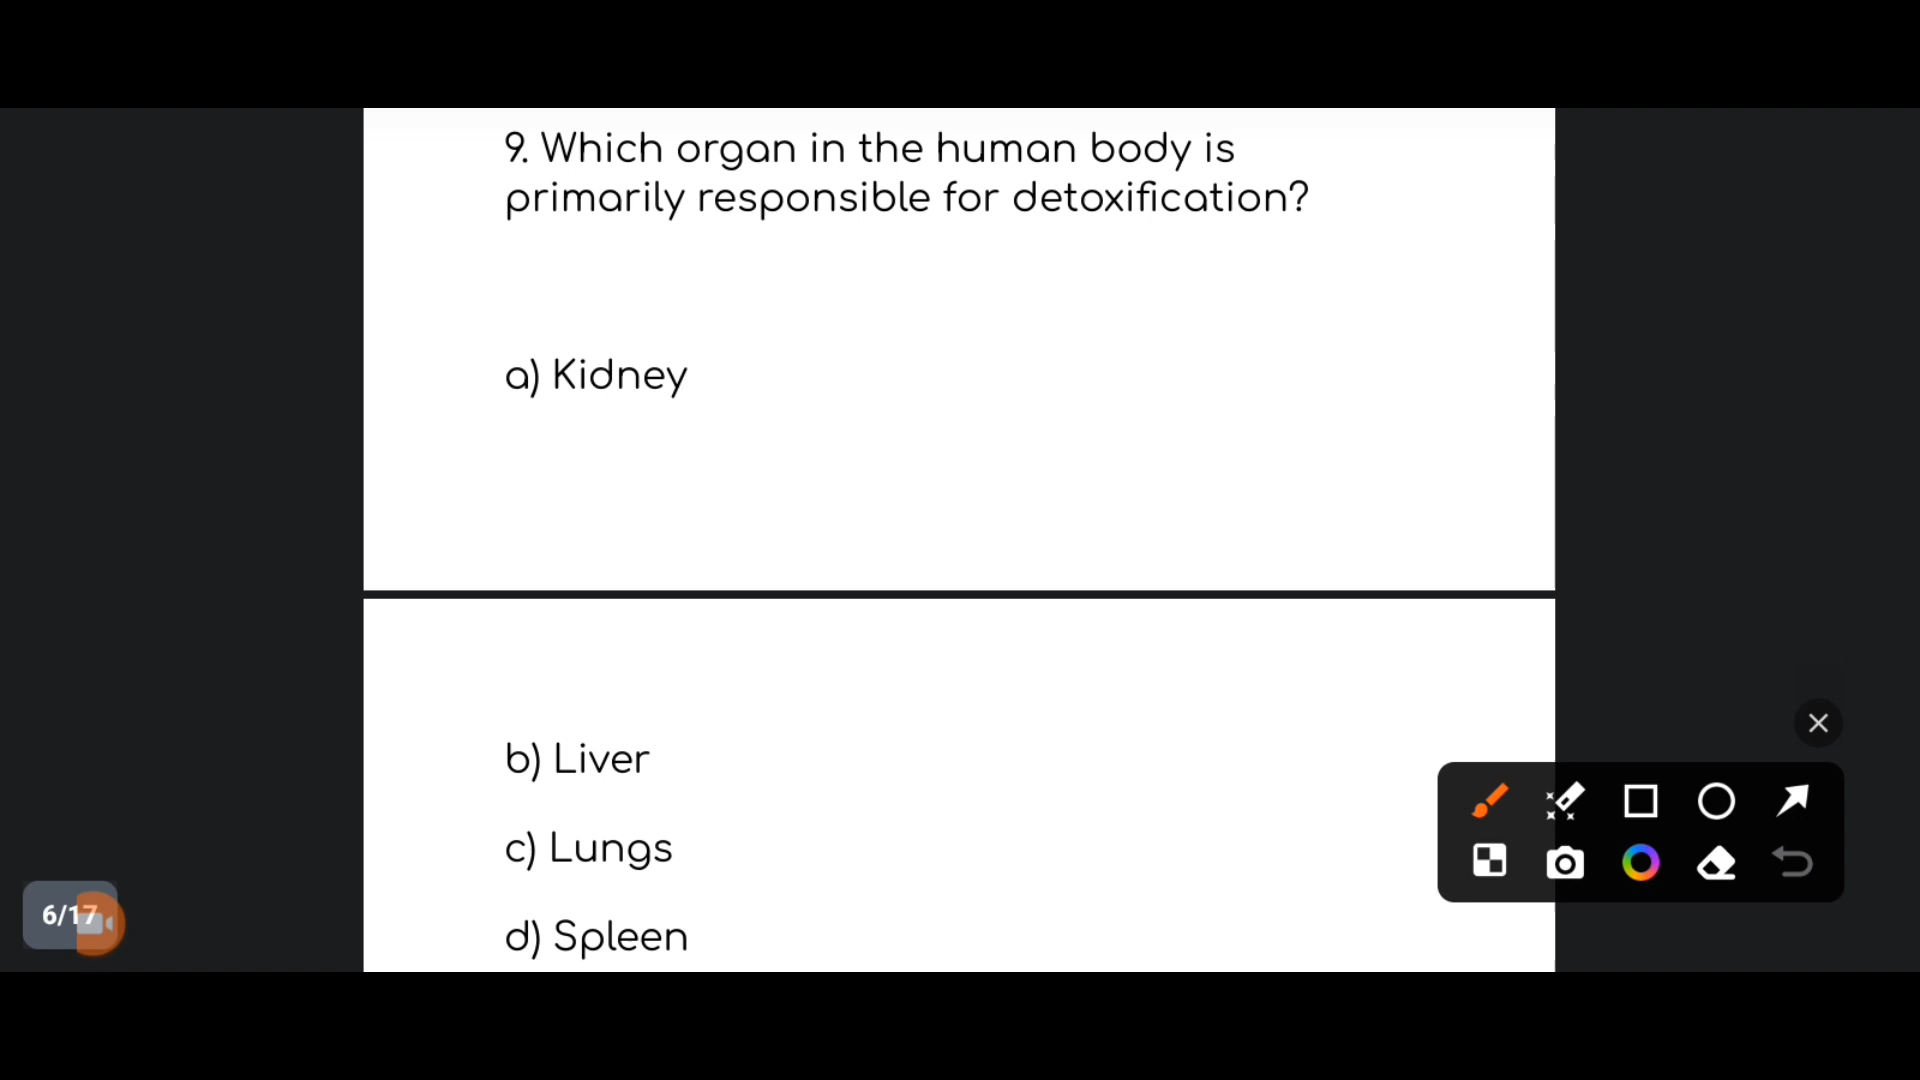 9. Which organ in the human body is
primarily responsible for detoxification?
a) Kidney
b) Liver
c) Lungs
d) Spleen
6/17